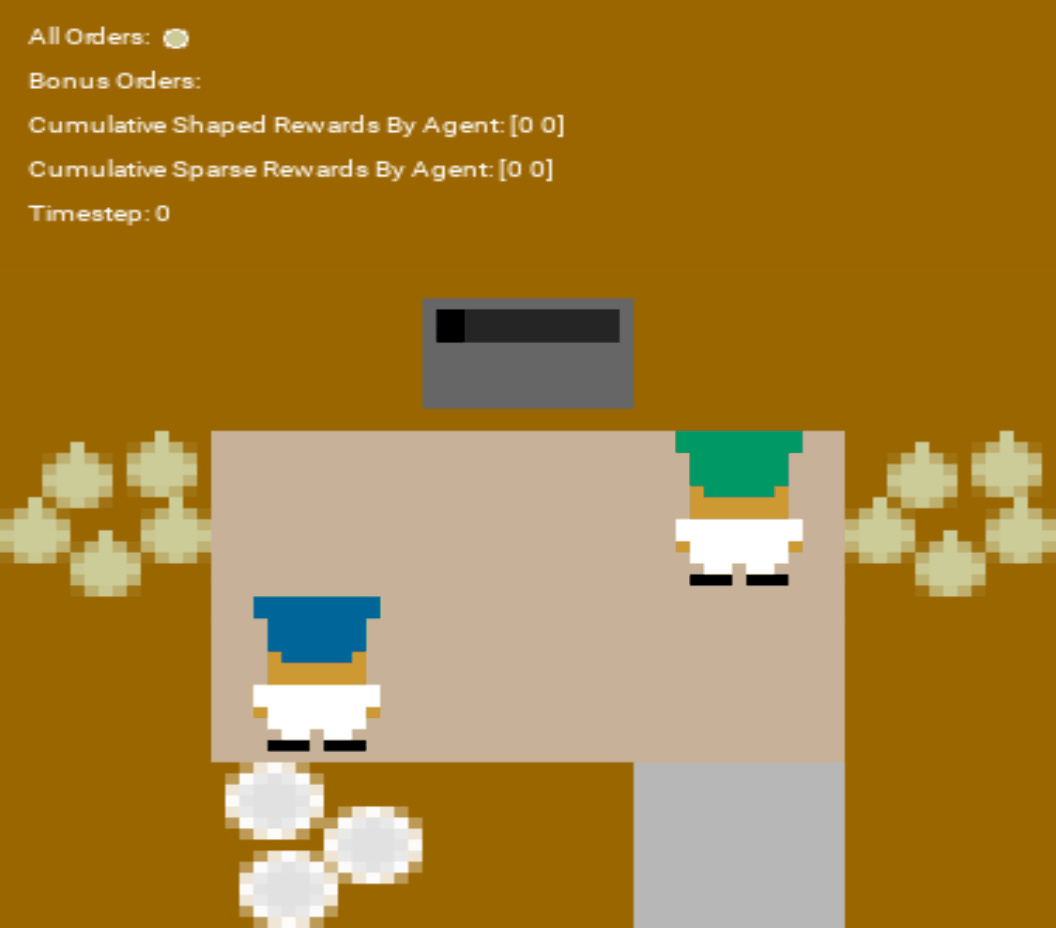 All Orders:
Bonus Orders:
Cumulative Shaped Rewards By Agent: [0 0]
Cumulative Sparse Rewards By Agent: [0 0]
Timestep: 0